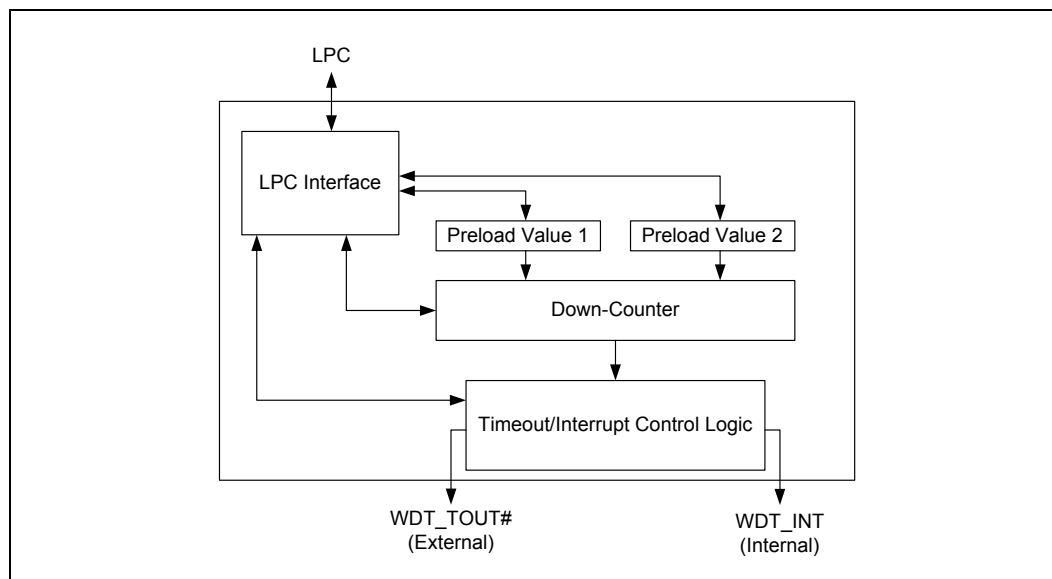 LPC
LPC Interface
Preload Value 1
Preload Value 2
Down-Counter
Timeout/Interrupt Control Logic
WDT_TOUT#
(External)
WDT_INT
(Internal)